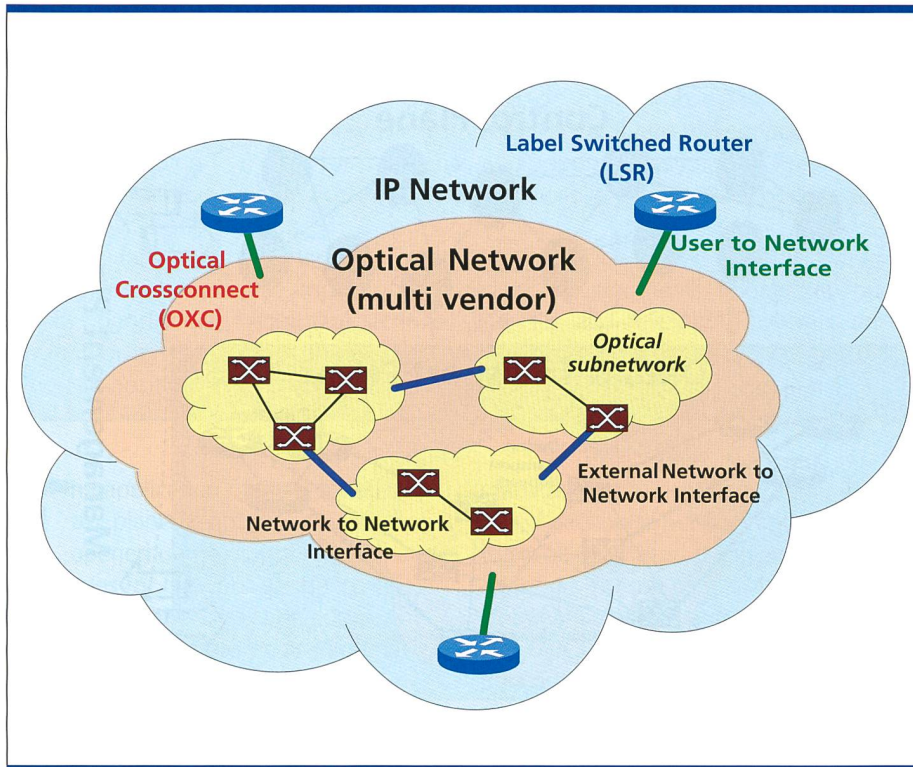 Label Switched Router
(LSR)
IP Network
User to Network
Interface
Optical
Crossconnect
(OXC)
Optical Network
(multi vendor)
Optical
subnetwork
External Network to
Network Interface
Network to Network
Interface